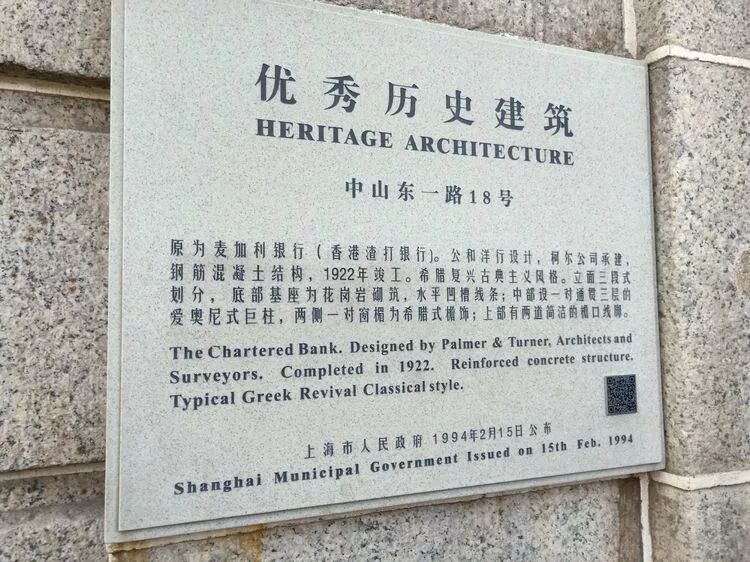 优秀历史建筑
HERITAGE ARCHITECTURE
中山东一路18号
原为麦加利银行（香港渣打银行)。公和洋行设计，柯尔公司承建，
钢筋混凝土结构，1922年竣工。希腊复兴古典主义风格。立面三段式
划分，底部基座为花岗岩砌筑，水平凹槽线条；中部设一对通贯三层的
爱奥尼式巨柱，两侧一对窗楣为希腊式檐饰；上部有两道简洁的檐口线脚。
The Chartered Bank. Designed by Palmer & Turner, Architects and
Surveyors. Completed in 1922. Reinforced concrete structure.
Typical Greek Revival Classical style.
上海市人民政府 1994年2月15日公布
Shanghai Municipal Government Issued on 15th Feb. 1994